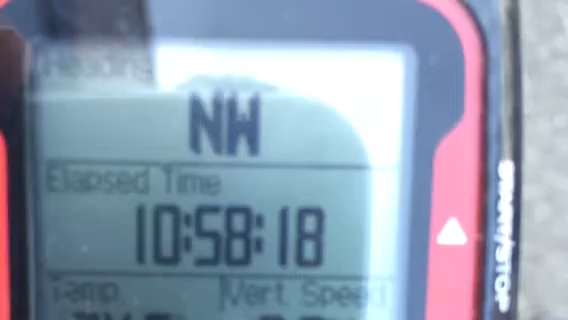 Heading
NW
Elapsed Time
10:58:18
Temp. Vert. Speed
START/STOP